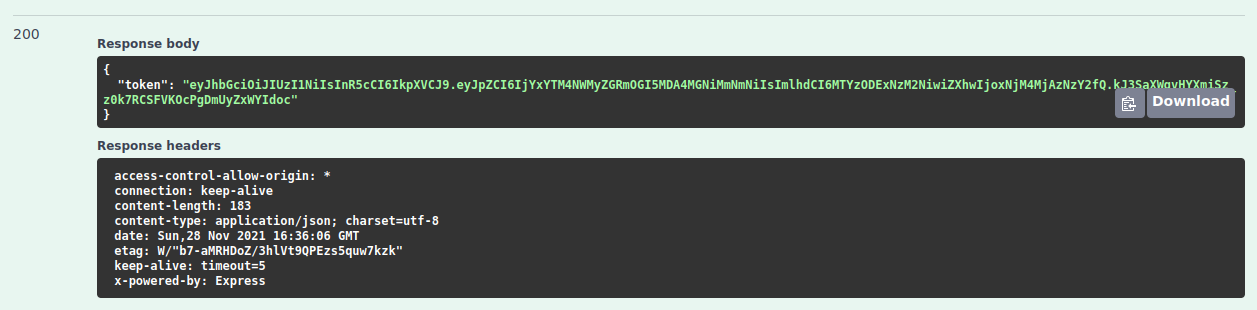 200
Response body
{
"token": "eyJhbGciOiJIUzI1NiIsInR5cCI6IkpXVCJ9.eyJpZCI6IjYxYTM4NWMyZGRmOGI5MDA4MGNiMmNmNiIsImlhdCI6MTYzODExNzM2NiwiZXhwIjoxNjM4MjAzNzY2fQ.kJ3SaXWqvHYXmiSz_
z0k7RCSFVKOcPgDmUyZxWYIdoc"
}
Download
Response headers
access-control-allow-origin: *
connection: keep-alive
content-length: 183
content-type: application/json; charset=utf-8
date: Sun,28 Nov 2021 16:36:06 GMT
etag: W/"b7-aMRHDoZ/3hlVt9QPEzs5quw7kzk"
keep-alive: timeout=5
x-powered-by: Express